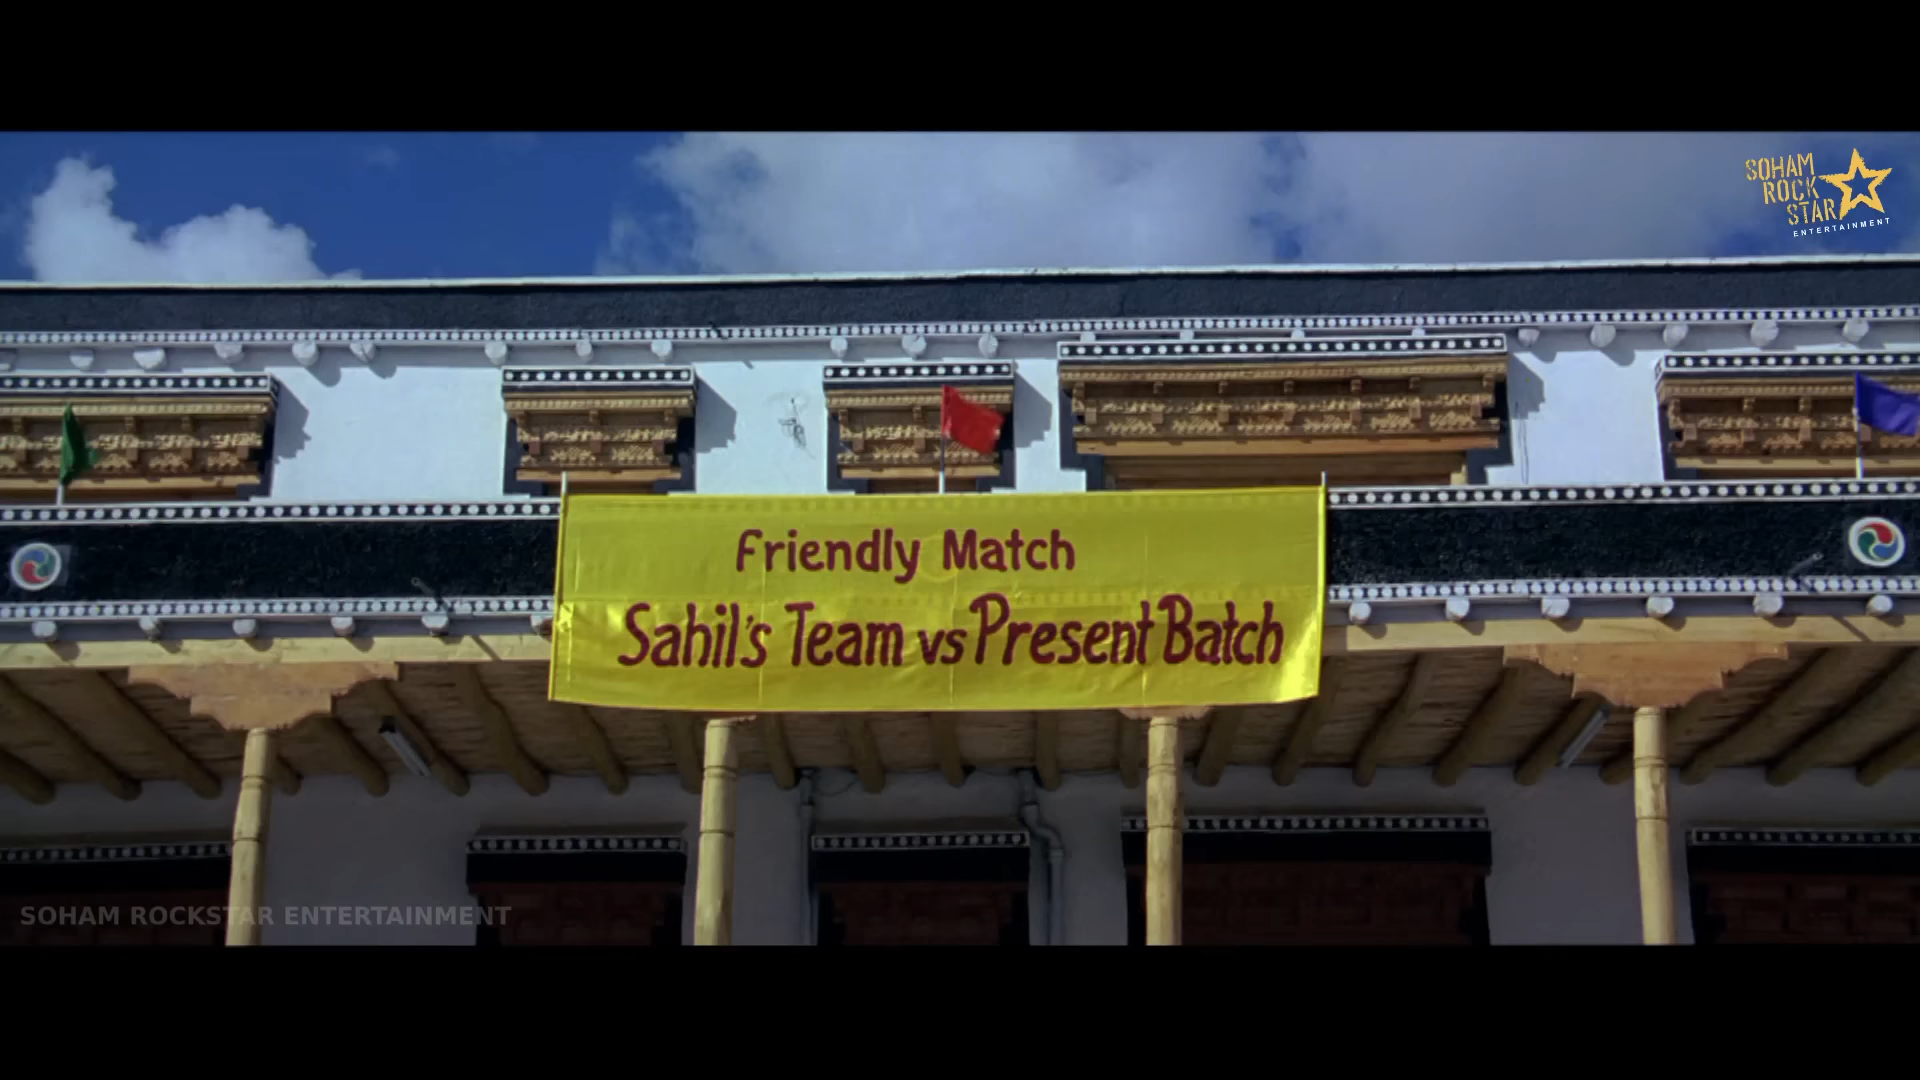 SOHAM
ROCK
STAR
ENTERTAINMENT
Friendly Match
Sahil's Team vs Present Batch
SOHAM ROCKSTAR ENTERTAINMENT